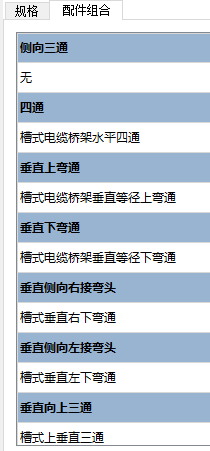 规格 配件组合
侧向三通
无
四通
槽式电缆桥架水平四通
垂直上弯通
槽式电缆桥架垂直等径上弯通
垂直下弯通
槽式电缆桥架垂直等径下弯通
垂直侧向右接弯头
槽式垂直右下弯通
垂直侧向左接弯头
槽式垂直左下弯通
垂直向上三通
槽式上垂直三通